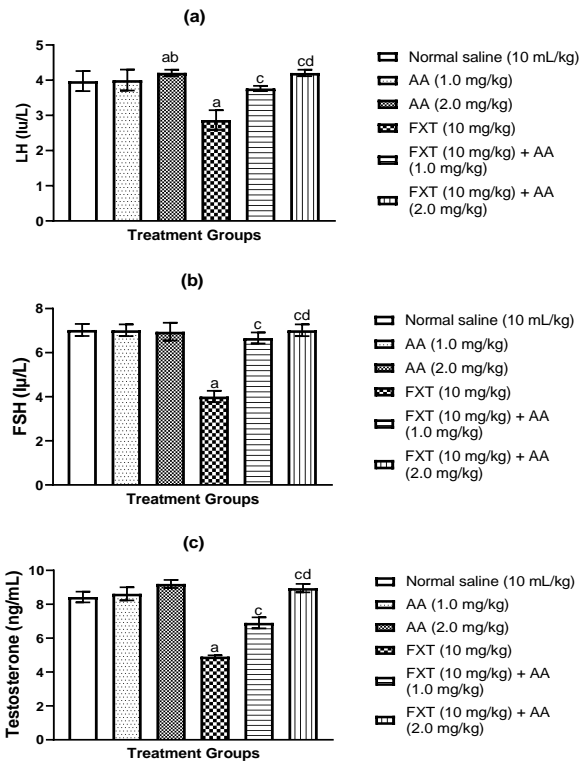 (a)
LH (Iu/L)
5
4
3
2
1
0
ab
a
c
cd
Treatment Groups
Normal saline (10 mL/kg)
AA (1.0 mg/kg)
AA (2.0 mg/kg)
FXT (10 mg/kg)
FXT (10 mg/kg) + AA
(1.0 mg/kg)
FXT (10 mg/kg) + AA
(2.0 mg/kg)
(b)
FSH (Iµ/L)
8
6
4
2
0
a
c
cd
Treatment Groups
Normal saline (10 mL/kg)
AA (1.0 mg/kg)
AA (2.0 mg/kg)
FXT (10 mg/kg)
FXT (10 mg/kg) + AA
(1.0 mg/kg)
FXT (10 mg/kg) + AA
(2.0 mg/kg)
(c)
Testosterone (ng/mL)
10
8
6
4
2
0
a
c
cd
Treatment Groups
Normal saline (10 mL/kg)
AA (1.0 mg/kg)
AA (2.0 mg/kg)
FXT (10 mg/kg)
FXT (10 mg/kg) + AA
(1.0 mg/kg)
FXT (10 mg/kg) + AA
(2.0 mg/kg)